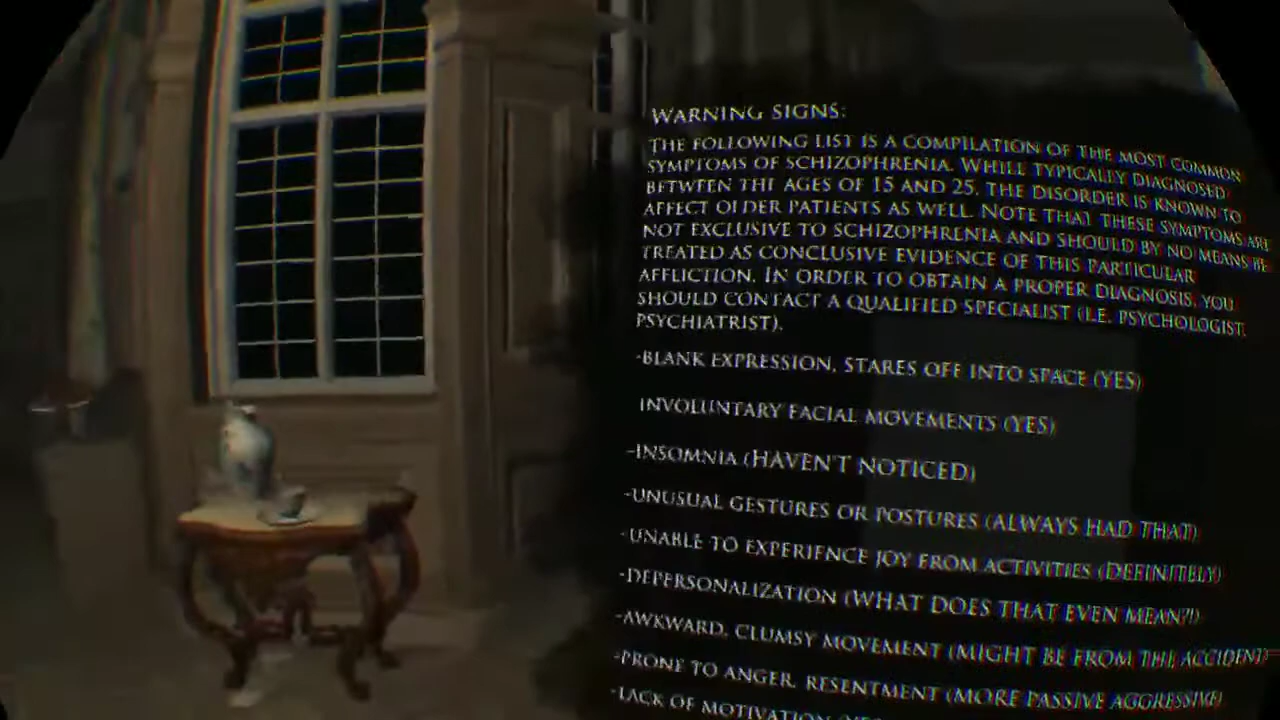 WARNING SIGNS:
THE FOLLOWING LIST IS A COMPILATION OF THE MOST COMMON
SYMPTOMS OF SCHIZOPHRENIA. WHILE TYPICALLY DIAGNOSED
BETWEEN THE AGES OF 15 AND 25, THE DISORDER IS KNOWN TO
AFFECT OLDER PATIENTS AS WELL. NOTE THAT THESE SYMPTOMS ARE
NOT EXCLUSIVE TO SCHIZOPHRENIA AND SHOULD BY NO MEANS BE
TREATED AS CONCLUSIVE EVIDENCE OF THIS PARTICULAR
AFFLICTION. IN ORDER TO OBTAIN A PROPER DIAGNOSIS, YOU
SHOULD CONTACT A QUALIFIED SPECIALIST (I.E. PSYCHOLOGIST,
PSYCHIATRIST).
-BLANK EXPRESSION, STARES OFF INTO SPACE (YES)
INVOLUNTARY FACIAL MOVEMENTS (YES)
-INSOMNIA (HAVEN'T NOTICED)
-UNUSUAL GESTURES OR POSTURES (ALWAYS HAD THAT)
-UNABLE TO EXPERIENCE JOY FROM ACTIVITIES (DEFINITELY)
-DEPERSONALIZATION (WHAT DOES THAT EVEN MEAN?!)
-AWKWARD, CLUMSY MOVEMENT (MIGHT BE FROM THE ACCIDENT)
-PRONE TO ANGER, RESENTMENT (MORE PASSIVE AGGRESSIVE)
-LACK OF MOTIVATION